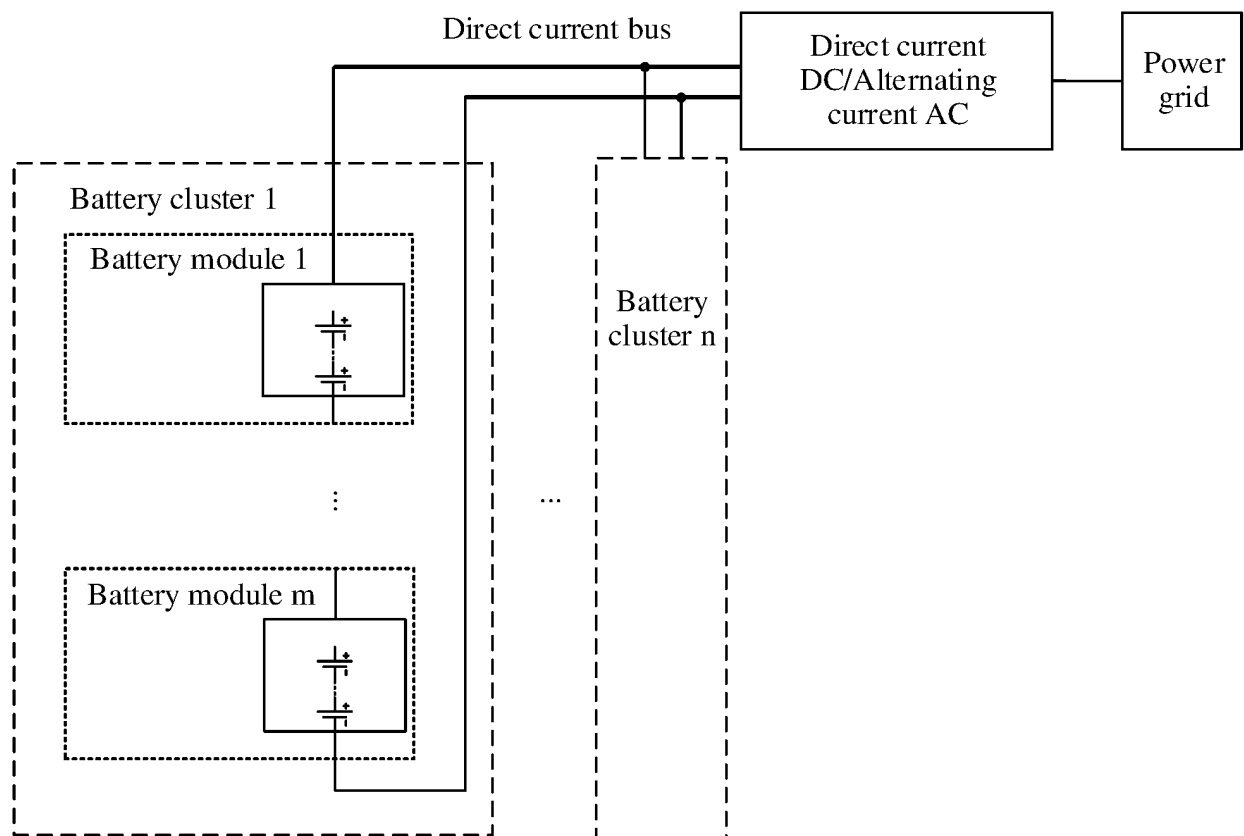 Direct current bus
Direct current
DC/Alternating
current AC
Power
grid
Battery cluster 1
Battery module 1
+
+
Battery
cluster n
...
...
Battery module m
+
+